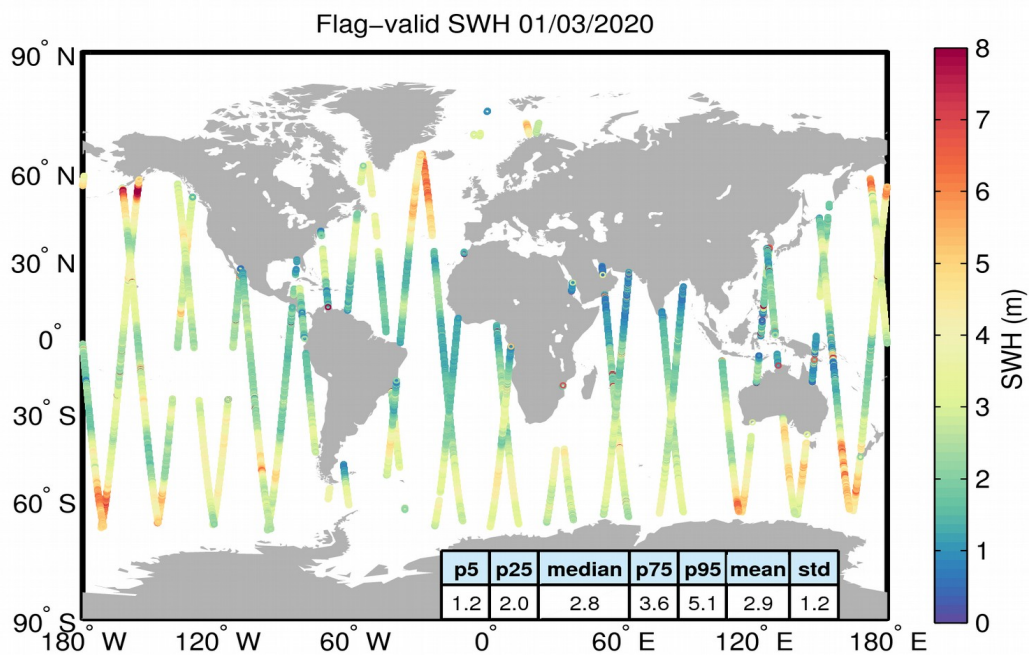 Flag−valid SWH 01/03/2020
90° N
60° N
30° N
0°
30° S
60° S
90° S
180° W
120° W
60° W
0°
60° E
120° E
180° E
p5 p25 median p75 p95 mean std
1.2 2.0 2.8 3.6 5.1 2.9 1.2
8
7
6
5
4
3
2
1
0
SWH (m)